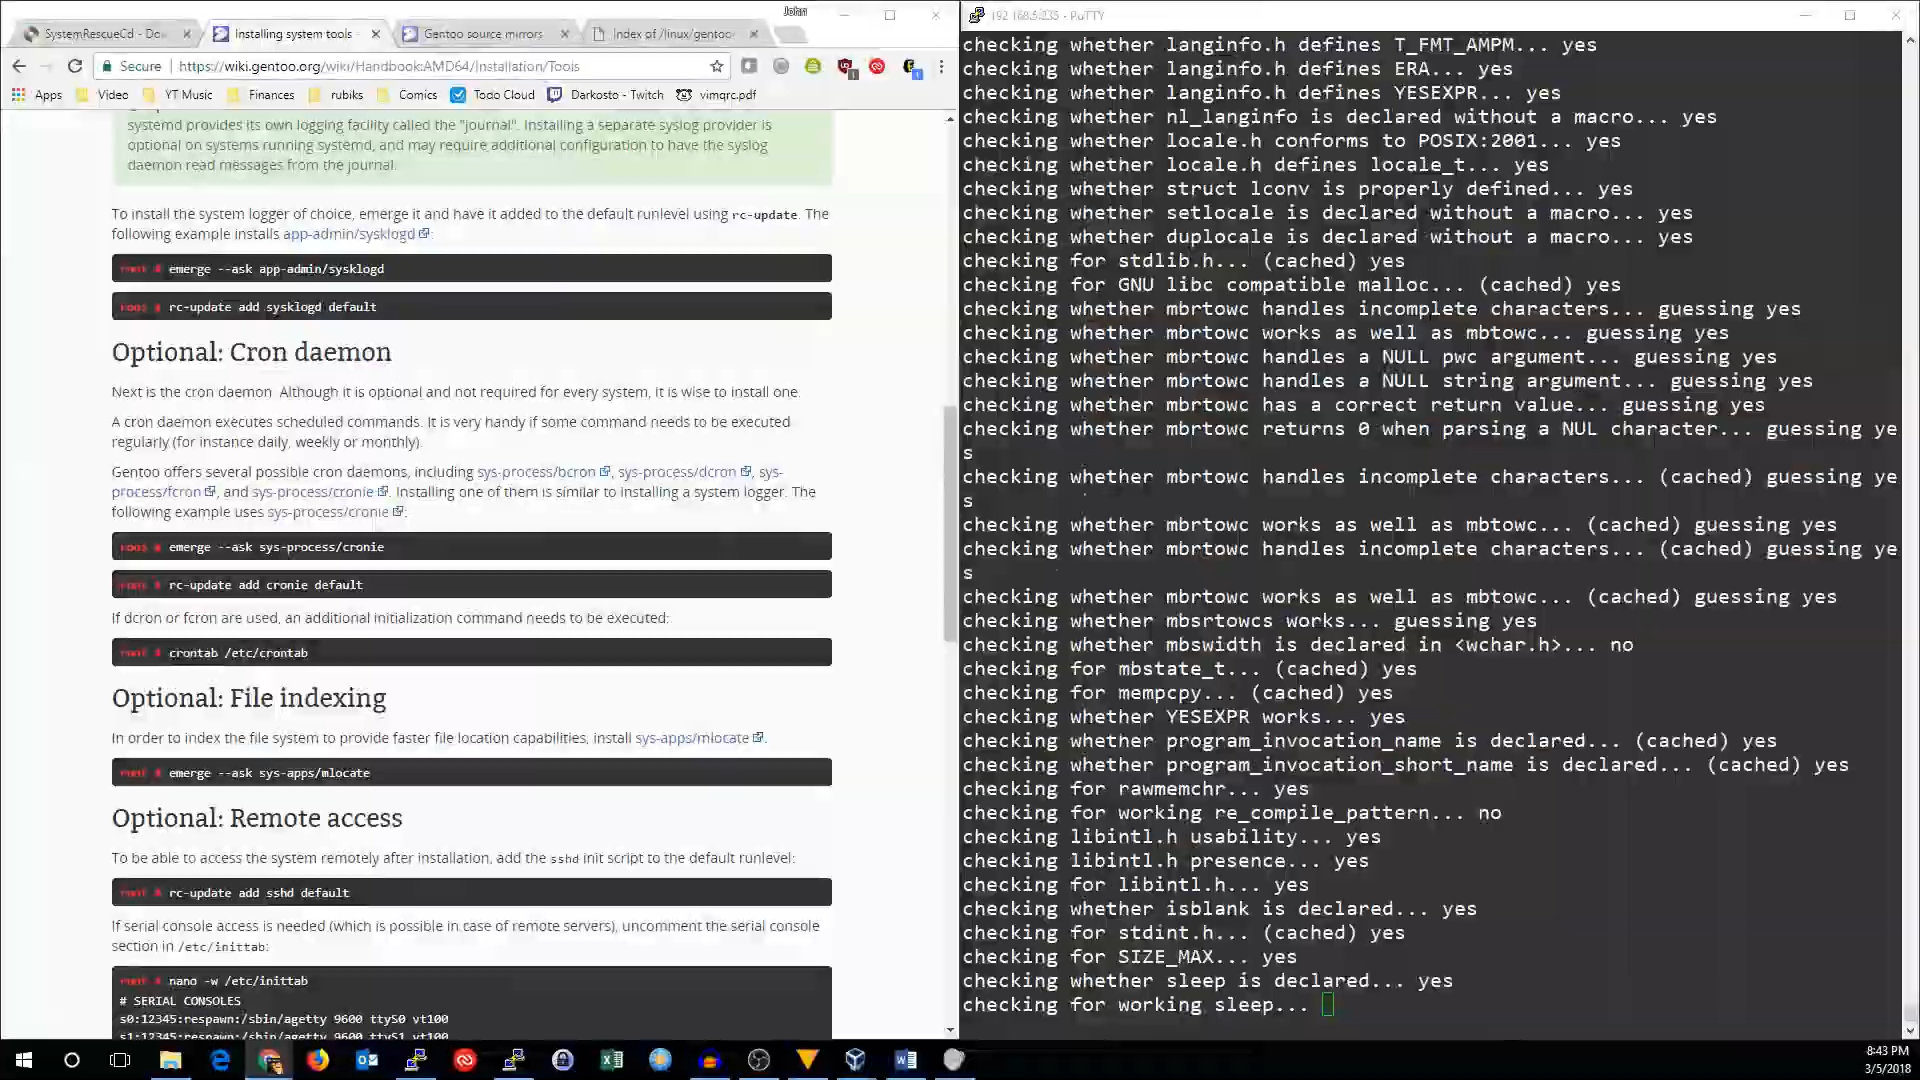 John
SystemRescueCd - Dow
Installing system tools -
Gentoo source mirrors
Index of /linux/gentoo
192.168.5.235 - PuTTY
Secure
https://wiki.gentoo.org/wiki/Handbook:AMD64/Installation/Tools
Apps
Video
YT Music
Finances
rubiks
Comics
Todo Cloud
Darkosto - Twitch
vimqrc.pdf
systemd provides its own logging facility called the "journal". Installing a separate syslog provider is
optional on systems running systemd, and may require additional configuration to have the syslog
daemon read messages from the journal.
To install the system logger of choice, emerge it and have it added to the default runlevel using rc-update. The
following example installs app-admin/sysklogd:
root # emerge --ask app-admin/sysklogd
root # rc-update add sysklogd default
Optional: Cron daemon
Next is the cron daemon. Although it is optional and not required for every system, it is wise to install one.
A cron daemon executes scheduled commands. It is very handy if some command needs to be executed
regularly (for instance daily, weekly or monthly).
Gentoo offers several possible cron daemons, including sys-process/bcron, sys-process/dcron, sys-
process/fcron, and sys-process/cronie. Installing one of them is similar to installing a system logger. The
following example uses sys-process/cronie:
root # emerge --ask sys-process/cronie
root # rc-update add cronie default
If dcron or fcron are used, an additional initialization command needs to be executed:
root # crontab /etc/crontab
Optional: File indexing
In order to index the file system to provide faster file location capabilities, install sys-apps/mlocate.
root # emerge --ask sys-apps/mlocate
Optional: Remote access
To be able to access the system remotely after installation, add the sshd init script to the default runlevel:
root # rc-update add sshd default
If serial console access is needed (which is possible in case of remote servers), uncomment the serial console
section in /etc/inittab:
root # nano -w /etc/inittab
# SERIAL CONSOLES
s0:12345:respawn:/sbin/agetty 9600 ttyS0 vt100
s1:12345:respawn:/sbin/agetty 9600 ttyS1 vt100
checking whether langinfo.h defines T_FMT_AMPM... yes
checking whether langinfo.h defines ERA... yes
checking whether langinfo.h defines YESEXPR... yes
checking whether nl_langinfo is declared without a macro... yes
checking whether locale.h conforms to POSIX:2001... yes
checking whether locale.h defines locale_t... yes
checking whether struct lconv is properly defined... yes
checking whether setlocale is declared without a macro... yes
checking whether duplocale is declared without a macro... yes
checking for stdlib.h... (cached) yes
checking for GNU libc compatible malloc... (cached) yes
checking whether mbrtowc handles incomplete characters... guessing yes
checking whether mbrtowc works as well as mbtowc... guessing yes
checking whether mbrtowc handles a NULL pwc argument... guessing yes
checking whether mbrtowc handles a NULL string argument... guessing yes
checking whether mbrtowc has a correct return value... guessing yes
checking whether mbrtowc returns 0 when parsing a NUL character... guessing ye
s
checking whether mbrtowc handles incomplete characters... (cached) guessing ye
s
checking whether mbrtowc works as well as mbtowc... (cached) guessing yes
checking whether mbrtowc handles incomplete characters... (cached) guessing ye
s
checking whether mbrtowc works as well as mbtowc... (cached) guessing yes
checking whether mbsrtowcs works... guessing yes
checking whether mbswidth is declared in <wchar.h>... no
checking for mbstate_t... (cached) yes
checking for mempcpy... (cached) yes
checking whether YESEXPR works... yes
checking whether program_invocation_name is declared... (cached) yes
checking whether program_invocation_short_name is declared... (cached) yes
checking for rawmemchr... yes
checking for working re_compile_pattern... no
checking libintl.h usability... yes
checking libintl.h presence... yes
checking for libintl.h... yes
checking whether isblank is declared... yes
checking for stdint.h... (cached) yes
checking for SIZE_MAX... yes
checking whether sleep is declared... yes
checking for working sleep...
8:43 PM
3/5/2018